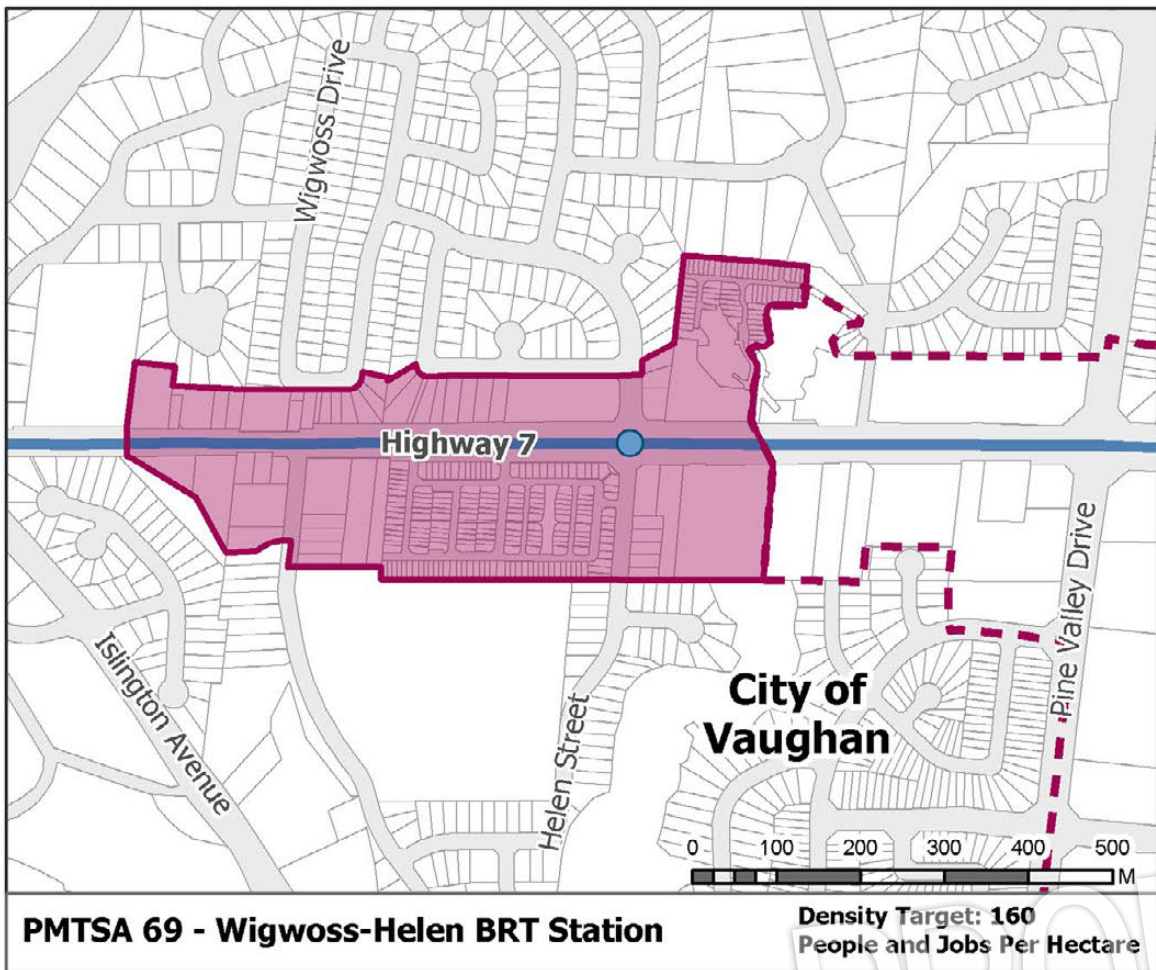 Wigwoss Drive
Highway 7
Islington Avenue
Helen Street
City of
Vaughan
Pine Valley Drive
0 100 200 300 400 500
M
PMTSA 69 - Wigwoss-Helen BRT Station
Density Target: 160
People and Jobs Per Hectare